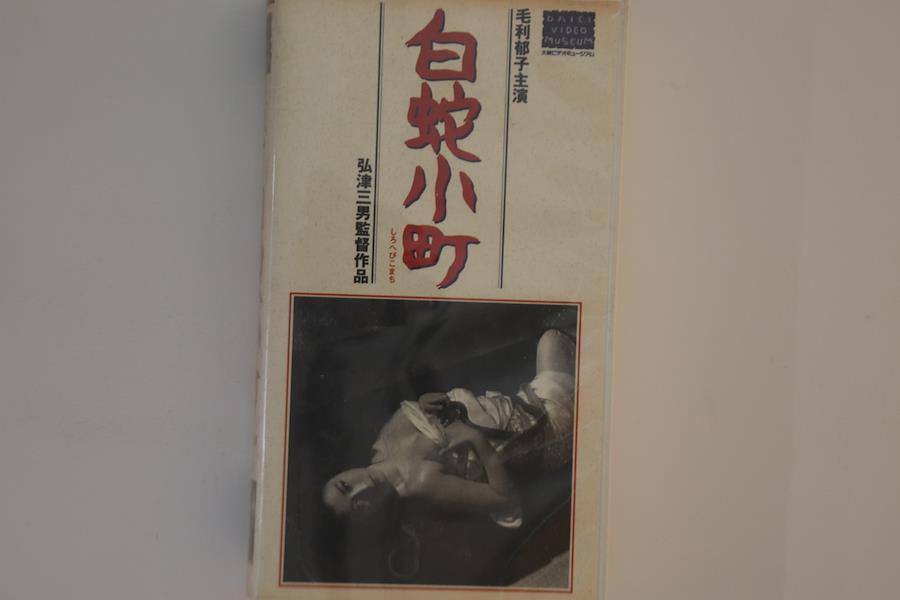 DAIEI
VIDEO
MUSEUM
大映ビデオミュージアム
毛利郁子主演
白蛇小町
しろへびこまち
弘津三男監督作品